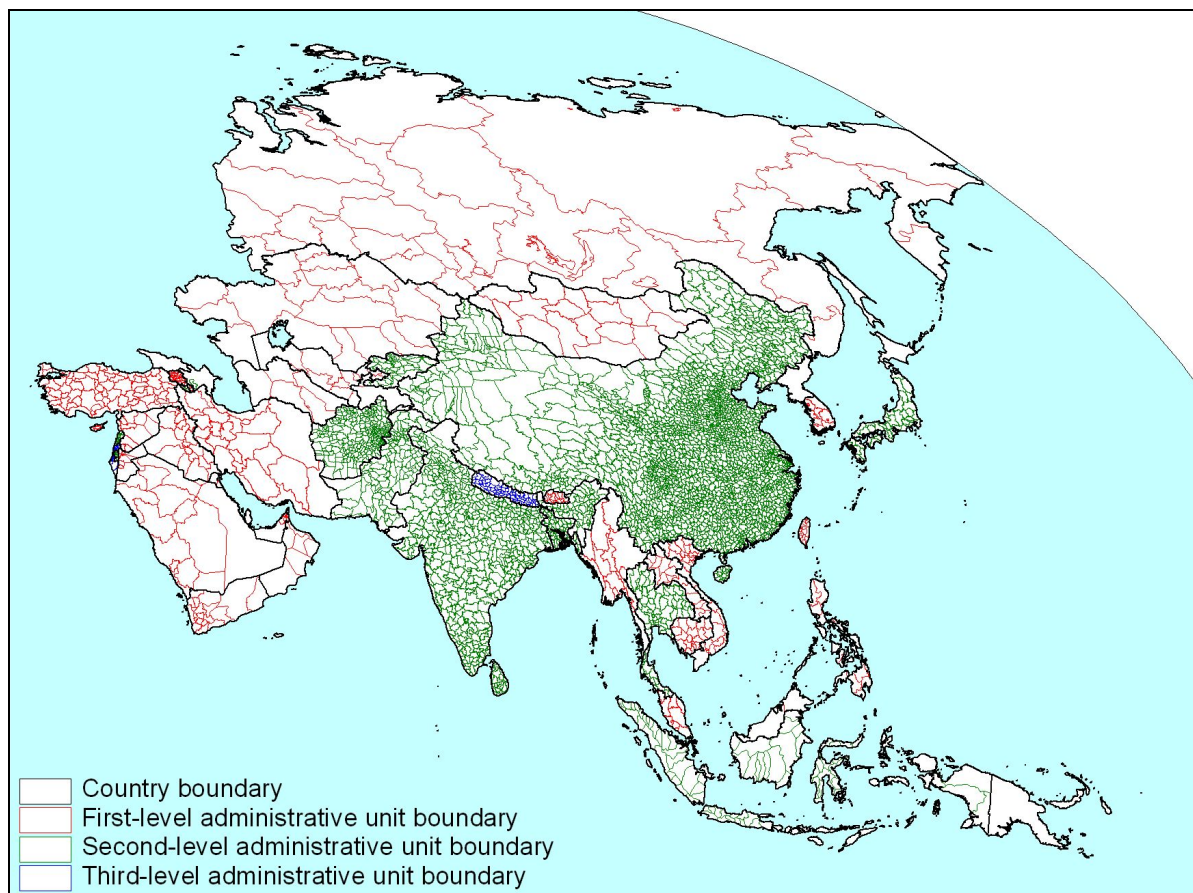 Country boundary
First-level administrative unit boundary
Second-level administrative unit boundary
Third-level administrative unit boundary